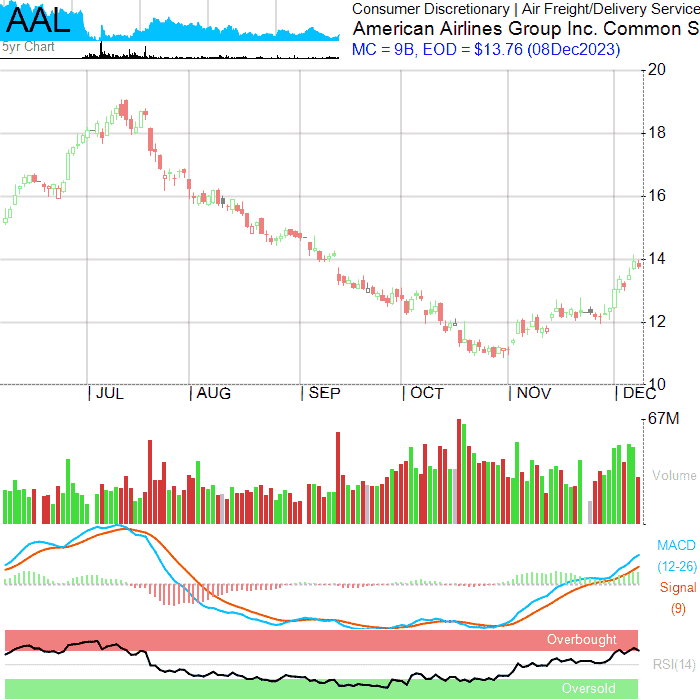 AAL
5yr Chart
Consumer Discretionary | Air Freight/Delivery Service
American Airlines Group Inc. Common S
MC = 9B, EOD = $13.76 (08Dec2023)
20
18
16
14
12
10
JUL AUG SEP OCT NOV DEC
67M
Volume
MACD
(12-26)
Signal
(9)
Overbought
RSI(14)
Oversold